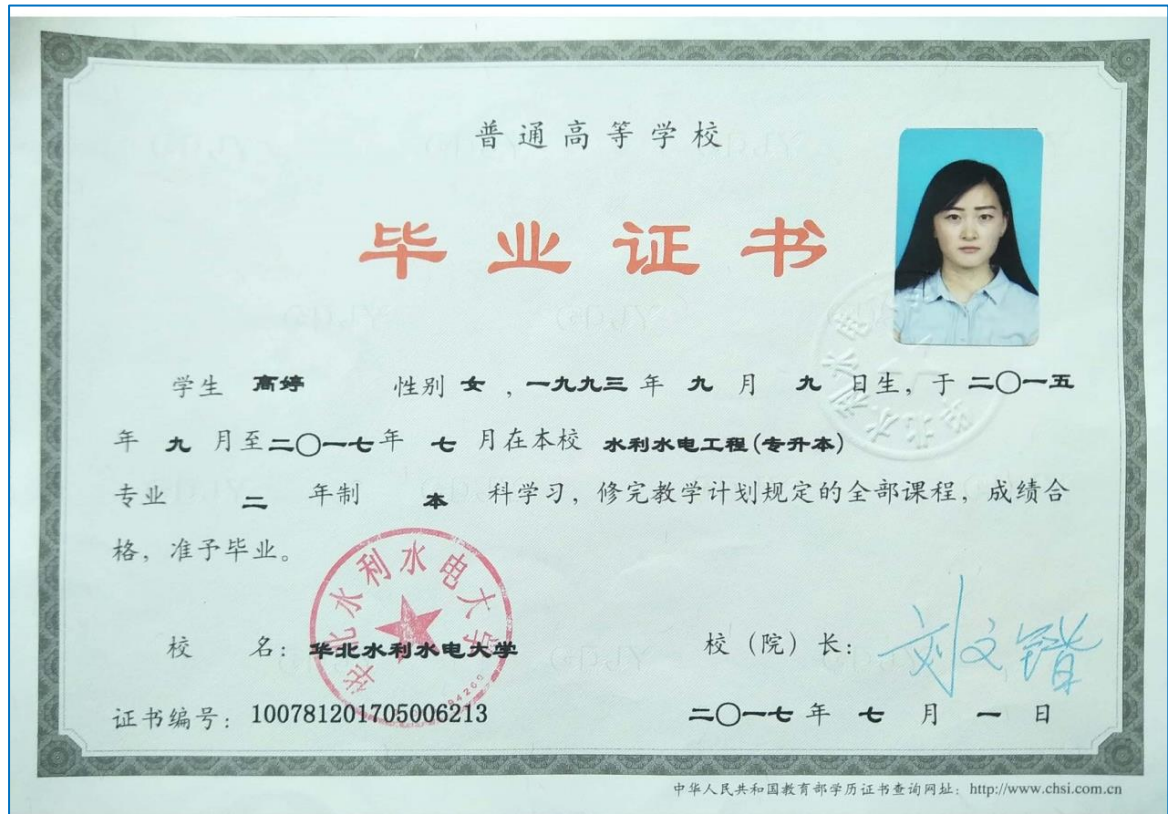 普通高等学校
毕业证书
学生 高婷 性别 女 ，一九九三 年 九 月 九 日生，于 二〇一五
年 九 月至二〇一七年 七 月在本校 水利水电工程(专升本)
专业 二 年制 本 科学习，修完教学计划规定的全部课程，成绩合
格，准予毕业。
华北水利水电大学
校 名：华北水利水电大学 校（院）长：刘文锴
证书编号：100781201705006213 二〇一七 年 七 月 一 日
中华人民共和国教育部学历证书查询网址：http://www.chsi.com.cn